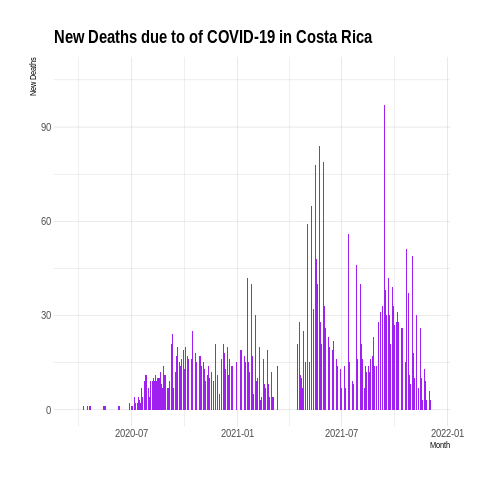 New Deaths due to of COVID-19 in Costa Rica
New Deaths
90
60
30
0
2020-07
2021-01
2021-07
2022-01
Month